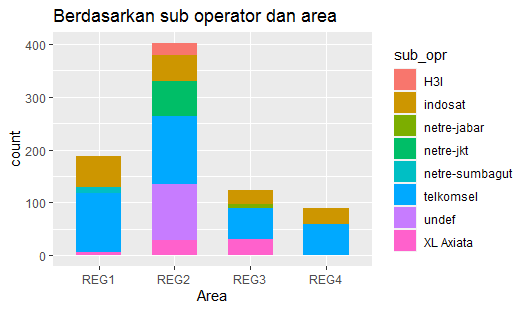 Berdasarkan sub operator dan area
400
300
200
100
0
count
REG1
REG2
REG3
REG4
Area
sub_opr
H3I
indosat
netre-jabar
netre-jkt
netre-sumbagut
telkomsel
undef
XL Axiata